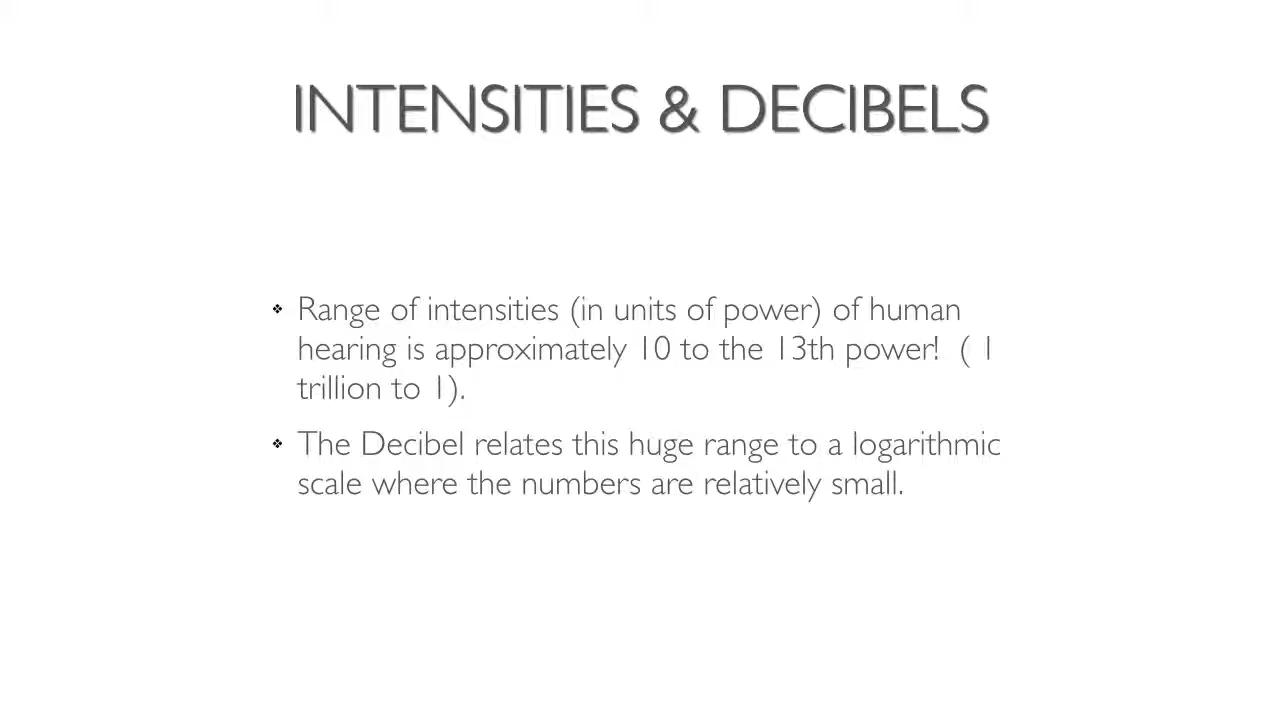 INTENSITIES & DECIBELS
❖ Range of intensities (in units of power) of human
hearing is approximately 10 to the 13th power!  ( 1
trillion to 1).
❖ The Decibel relates this huge range to a logarithmic
scale where the numbers are relatively small.